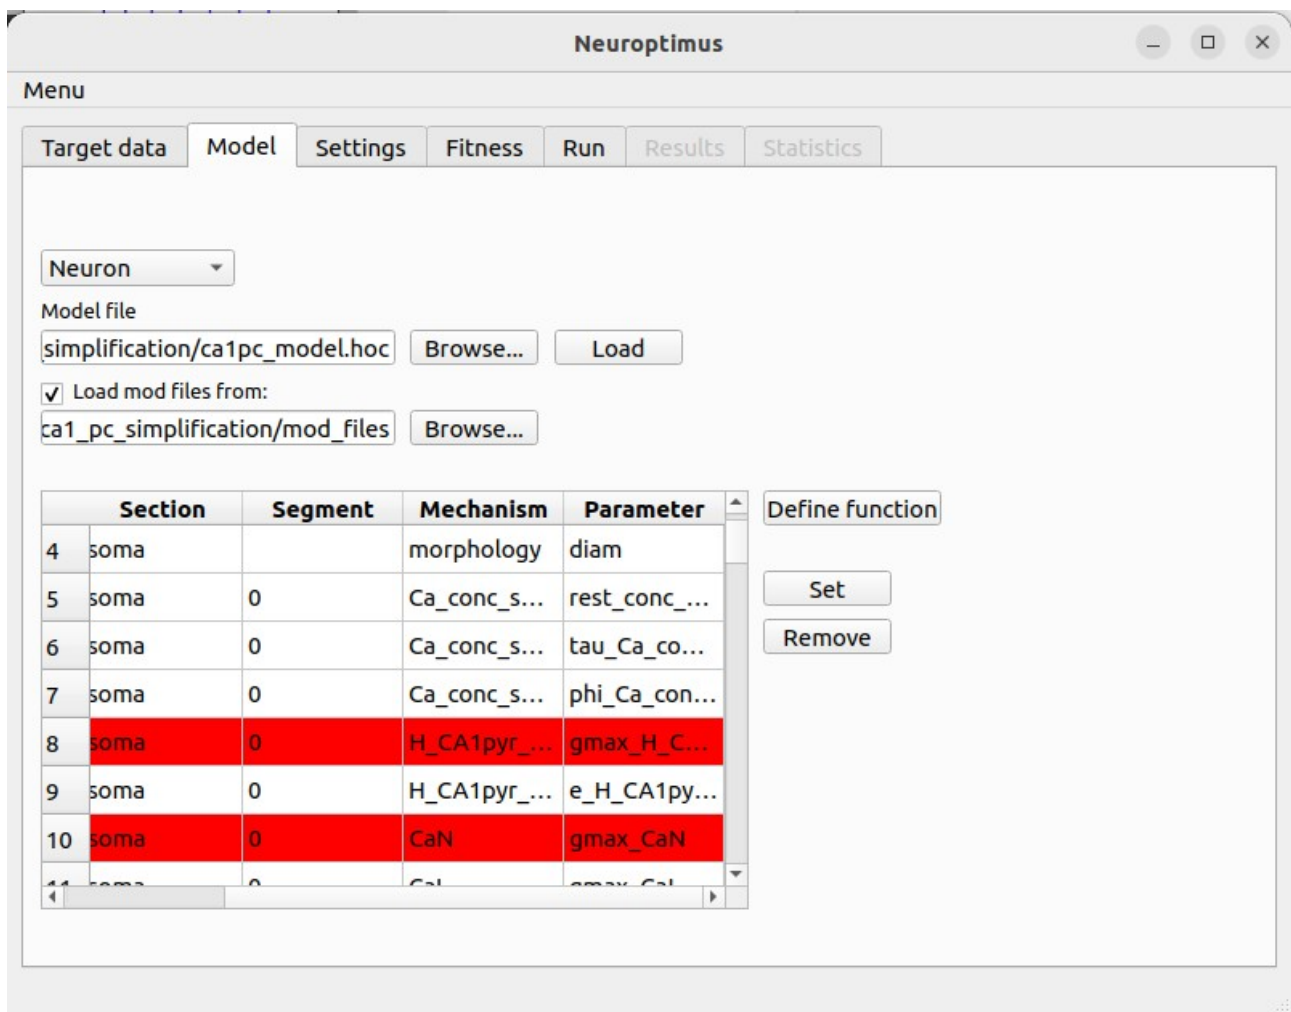 Neuroptimus
Menu
Target data Model Settings Fitness Run Results Statistics
Neuron
Model file
simplification/ca1pc_model.hoc Browse... Load
Load mod files from:
ca1_pc_simplification/mod_files Browse...
Section Segment Mechanism Parameter Define function
4 soma morphology diam
5 soma 0 Ca_conc_s... rest_conc_... Set
6 soma 0 Ca_conc_s... tau_Ca_co... Remove
7 soma 0 Ca_conc_s... phi_Ca_con...
8 soma 0 H_CA1pyr_... gmax_H_C...
9 soma 0 H_CA1pyr_... e_H_CA1py...
10 soma 0 CaN gmax_CaN